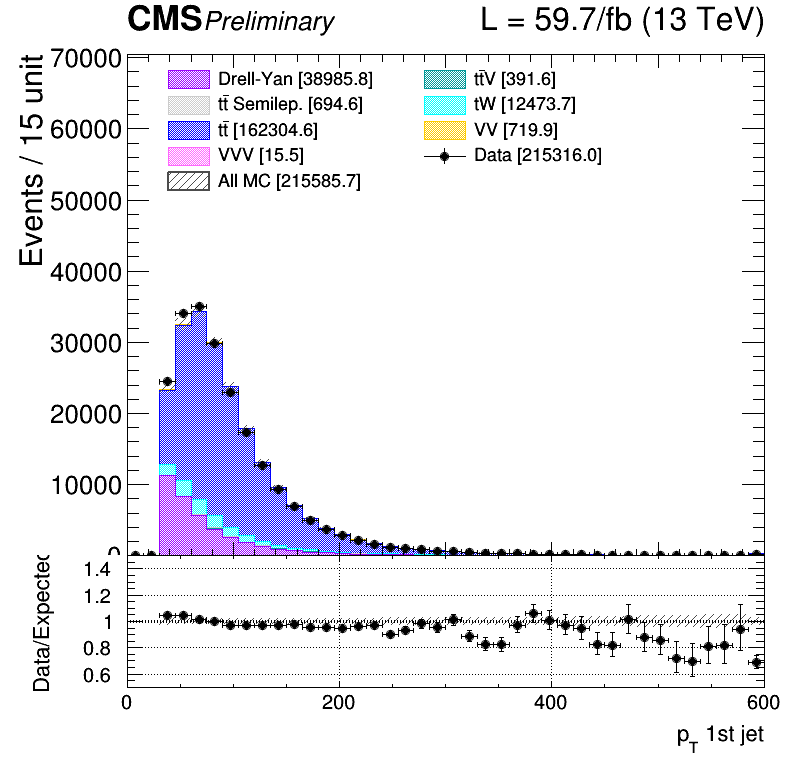 CMS Preliminary L = 59.7/fb (13 TeV)
Events / 15 unit
70000
60000
50000
40000
30000
20000
10000
0
Drell-Yan [38985.8]
tt̄ Semilep. [694.6]
tt̄ [162304.6]
VVV [15.5]
All MC [215585.7]
tt̄V [391.6]
tW [12473.7]
VV [719.9]
Data [215316.0]
Data/Expected
1.4
1.2
1
0.8
0.6
0 200 400 600
p_T 1st jet